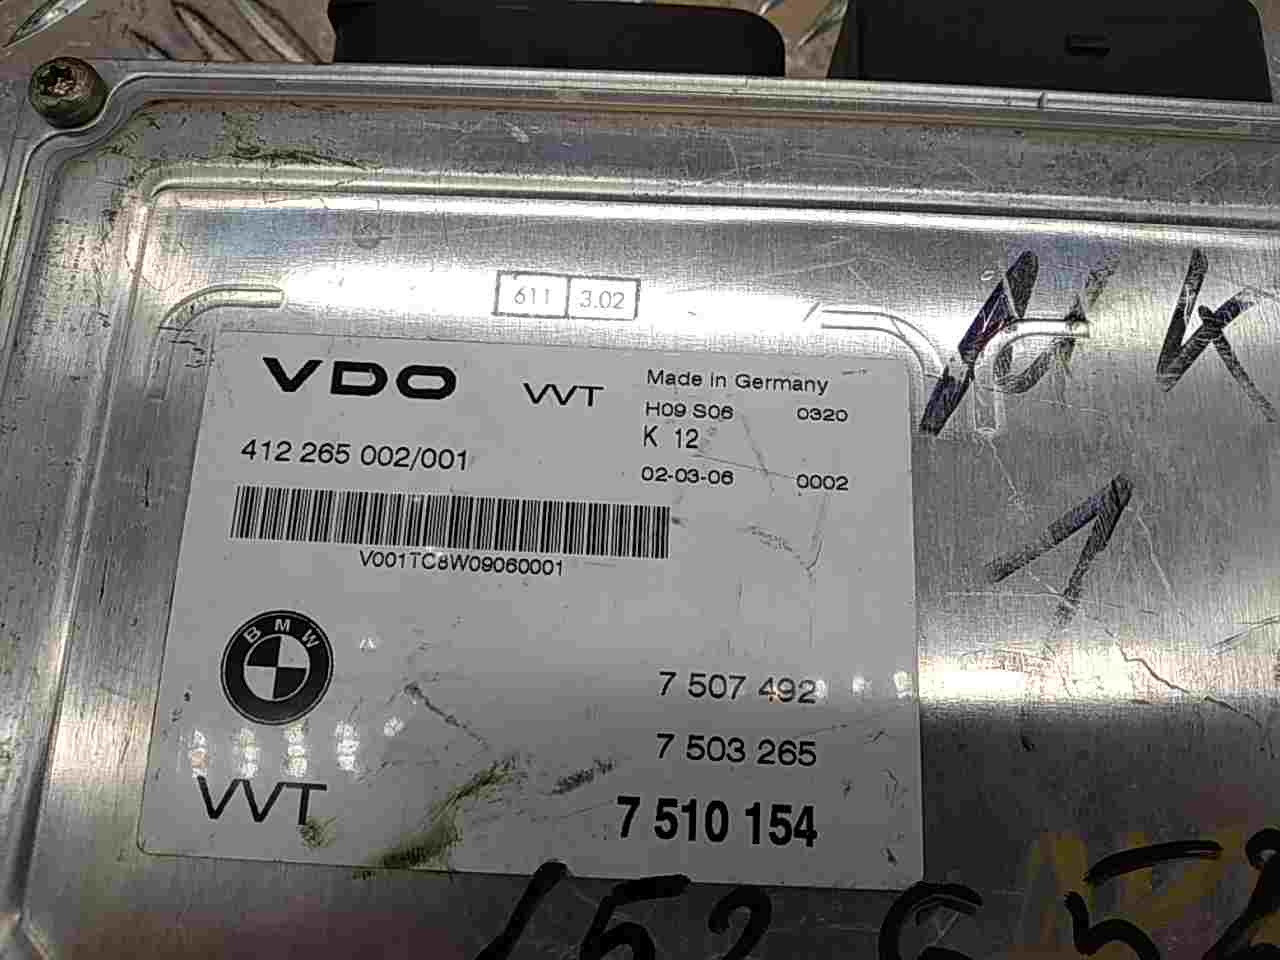 611 3.02
VDO VVT Made in Germany
H09 S06 0320
K 12
412 265 002/001
02-03-06 0002
V001TC8W09060001
BMW
7 507 492
7 503 265
VVT 7 510 154
1